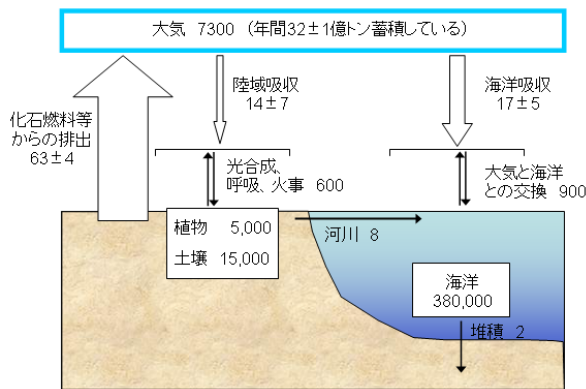 大気 7300 （年間32±1億トン蓄積している）
化石燃料等
からの排出
63±4
陸域吸収
14±7
海洋吸収
17±5
光合成、
呼吸、火事 600
大気と海洋
との交換 900
植物 5,000
土壌 15,000
河川 8
海洋
380,000
堆積 2